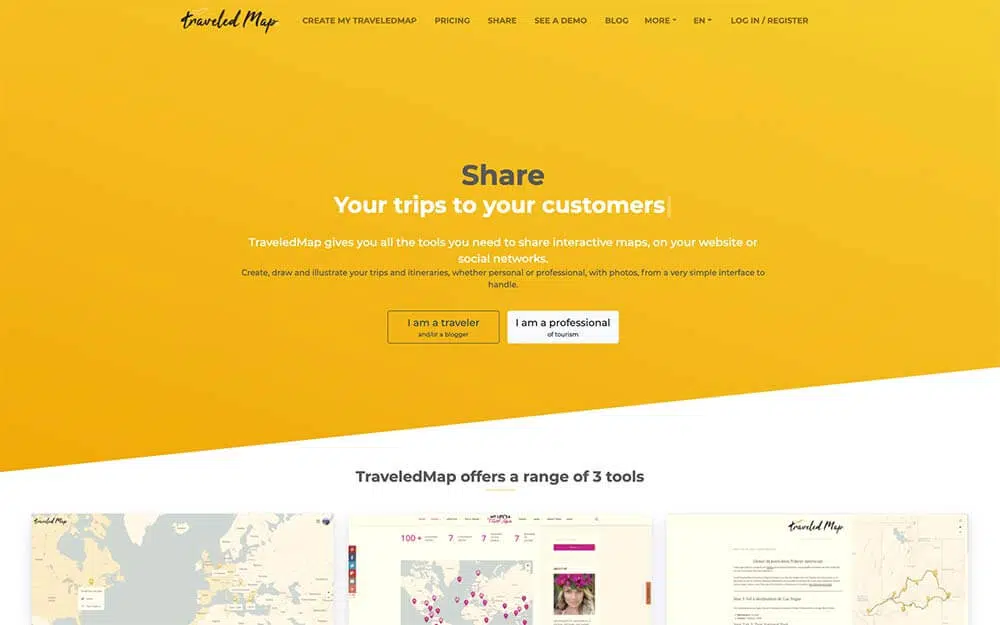 Traveled Map
CREATE MY TRAVELEDMAP PRICING SHARE SEE A DEMO BLOG MORE EN LOG IN / REGISTER
Share
Your trips to your customers
TraveledMap gives you all the tools you need to share interactive maps, on your website or
social networks.
Create, draw and illustrate your trips and itineraries, whether personal or professional, with photos, from a very simple interface to
handle.
I am a traveler
and/or a blogger
I am a professional
of tourism
TraveledMap offers a range of 3 tools
Traveled Map
100+ 7 7 7
Traveled Map